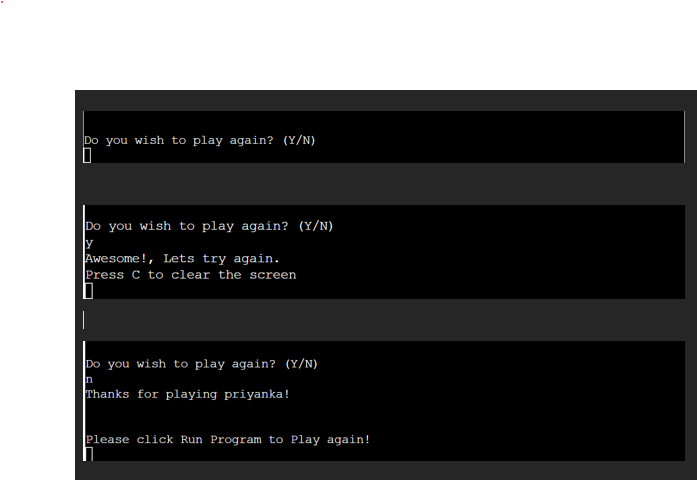 Do you wish to play again? (Y/N)
Do you wish to play again? (Y/N)
y
Awesome!, Lets try again.
Press C to clear the screen
Do you wish to play again? (Y/N)
n
Thanks for playing priyanka!
Please click Run Program to Play again!